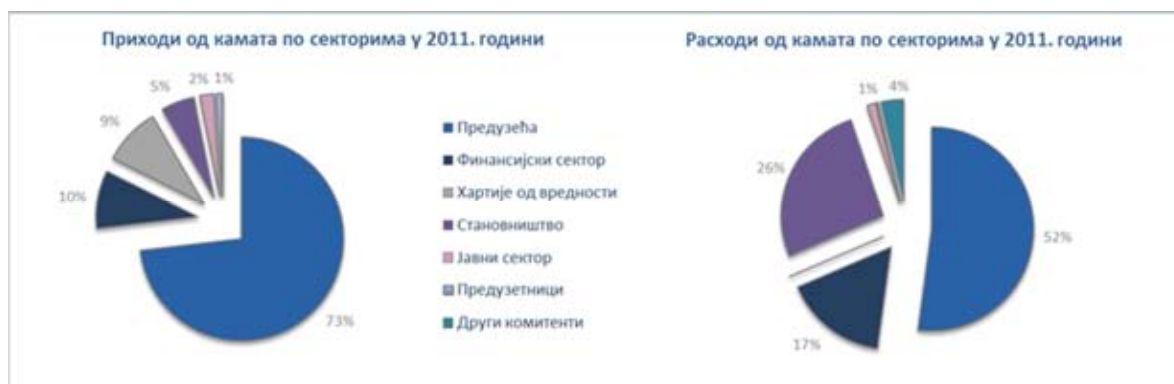 Приходи од камата по секторима у 2011. години
2% 1%
5%
9%
10%
73%
Предузећа
Финансијски сектор
Хартије од вредности
Становништво
Јавни сектор
Предузетници
Други комитенти
Расходи од камата по секторима у 2011. години
1% 4%
26%
52%
17%